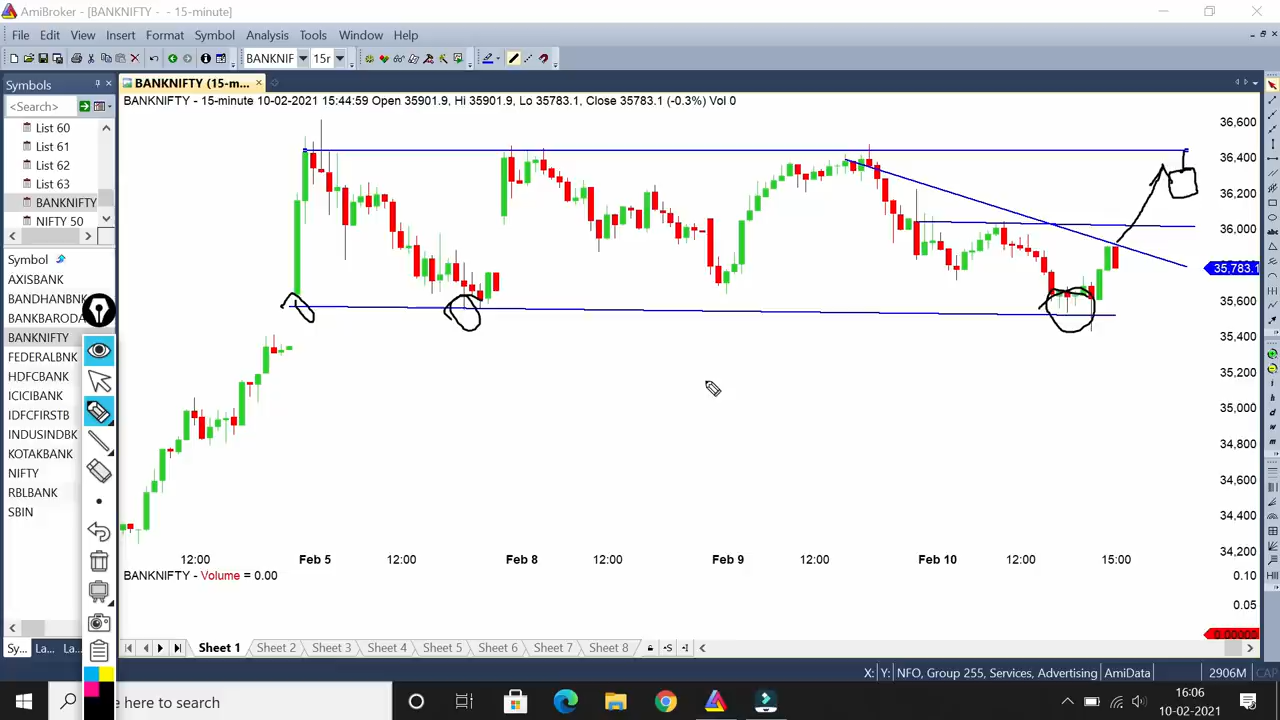 AmiBroker - [BANKNIFTY - - 15-minute]
File Edit View Insert Format Symbol Analysis Tools Window Help
BANKNIF 15r
Symbols
BANKNIFTY (15-m...
<Search>
BANKNIFTY - 15-minute 10-02-2021 15:44:59 Open 35901.9, Hi 35901.9, Lo 35783.1, Close 35783.1 (-0.3%) Vol 0
List 60
List 61
List 62
List 63
BANKNIFTY
NIFTY 50
Symbol
AXISBANK
BANDHANBNK
BANKBARODA
BANKNIFTY
FEDERALBNK
HDFCBANK
ICICIBANK
IDFCFIRSTB
INDUSINDBK
KOTAKBANK
NIFTY
RBLBANK
SBIN
36,600
36,400
36,200
36,000
35,783.1
35,600
35,400
35,200
35,000
34,800
34,600
34,400
34,200
12:00 Feb 5 12:00 Feb 8 12:00 Feb 9 12:00 Feb 10 12:00 15:00
BANKNIFTY - Volume = 0.00
0.10
0.05
0.00000
Sy... La... La...
Sheet 1 Sheet 2 Sheet 3 Sheet 4 Sheet 5 Sheet 6 Sheet 7 Sheet 8
X: Y: NFO, Group 255, Services, Advertising AmiData 2906M CAP
here to search
16:06
10-02-2021